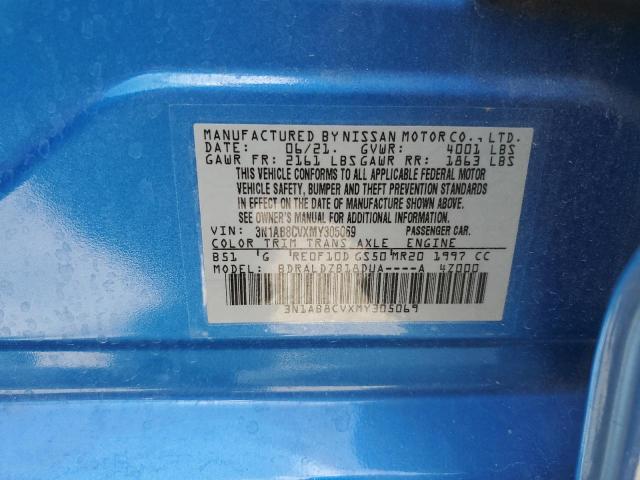 MANUFACTURED BY NISSAN MOTOR CO., LTD.
DATE: 06/21. GVWR: 4001 LBS
GAWR FR: 2161 LBS GAWR RR: 1863 LBS
THIS VEHICLE CONFORMS TO ALL APPLICABLE FEDERAL MOTOR
VEHICLE SAFETY, BUMPER AND THEFT PREVENTION STANDARDS
IN EFFECT ON THE DATE OF MANUFACTURE SHOWN ABOVE.
SEE OWNER'S MANUAL FOR ADDITIONAL INFORMATION.
VIN: 3N1AB8CVXMY305069 PASSENGER CAR.
COLOR TRIM TRANS AXLE ENGINE
B51 G RE0F10D GS50 MR20 1997 CC
MODEL: BDRALDZB1ADUA----A 4Z000
3N1AB8CVXMY305069